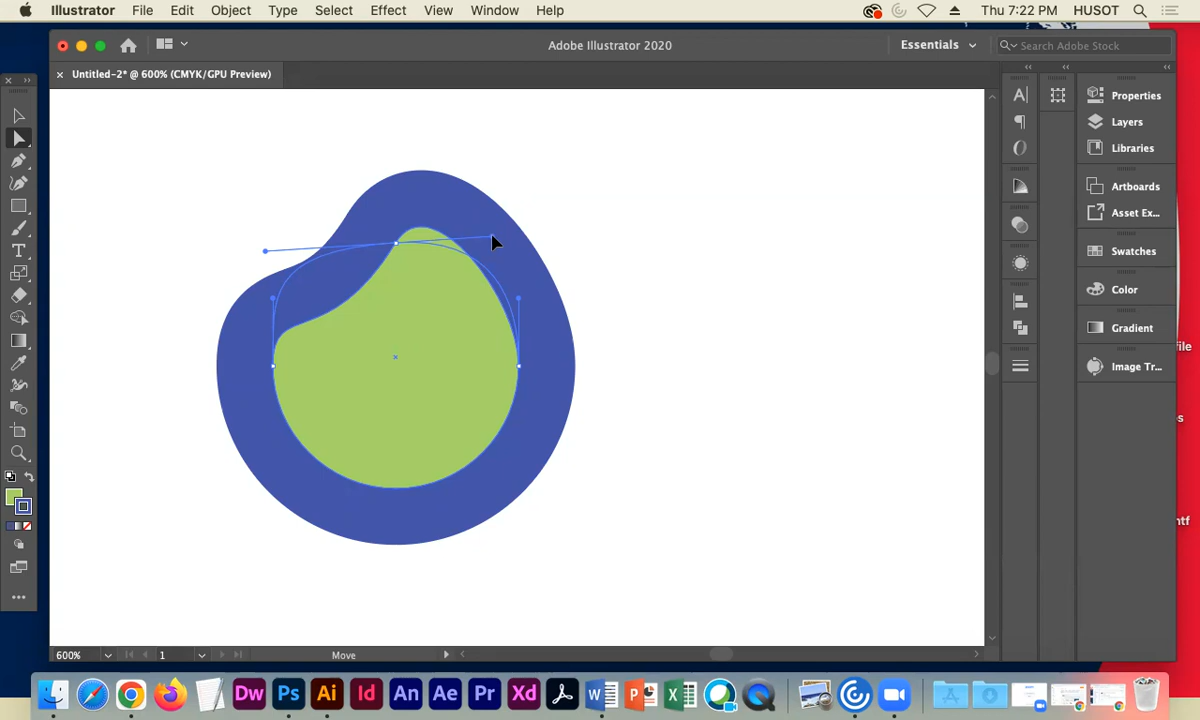 Illustrator File Edit Object Type Select Effect View Window Help Thu 7:22 PM HUSOT
Adobe Illustrator 2020 Essentials Search Adobe Stock
Untitled-2* @ 600% (CMYK/GPU Preview)
Properties
Layers
Libraries
Artboards
Asset Ex...
Swatches
Color
Gradient
Image Tr...
file
s
ntf
600% 1 Move
Dw Ps Ai Id An Ae Pr Xd W P X